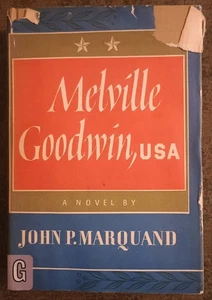 Melville
Goodwin, USA
A NOVEL BY
JOHN P. MARQUAND
G